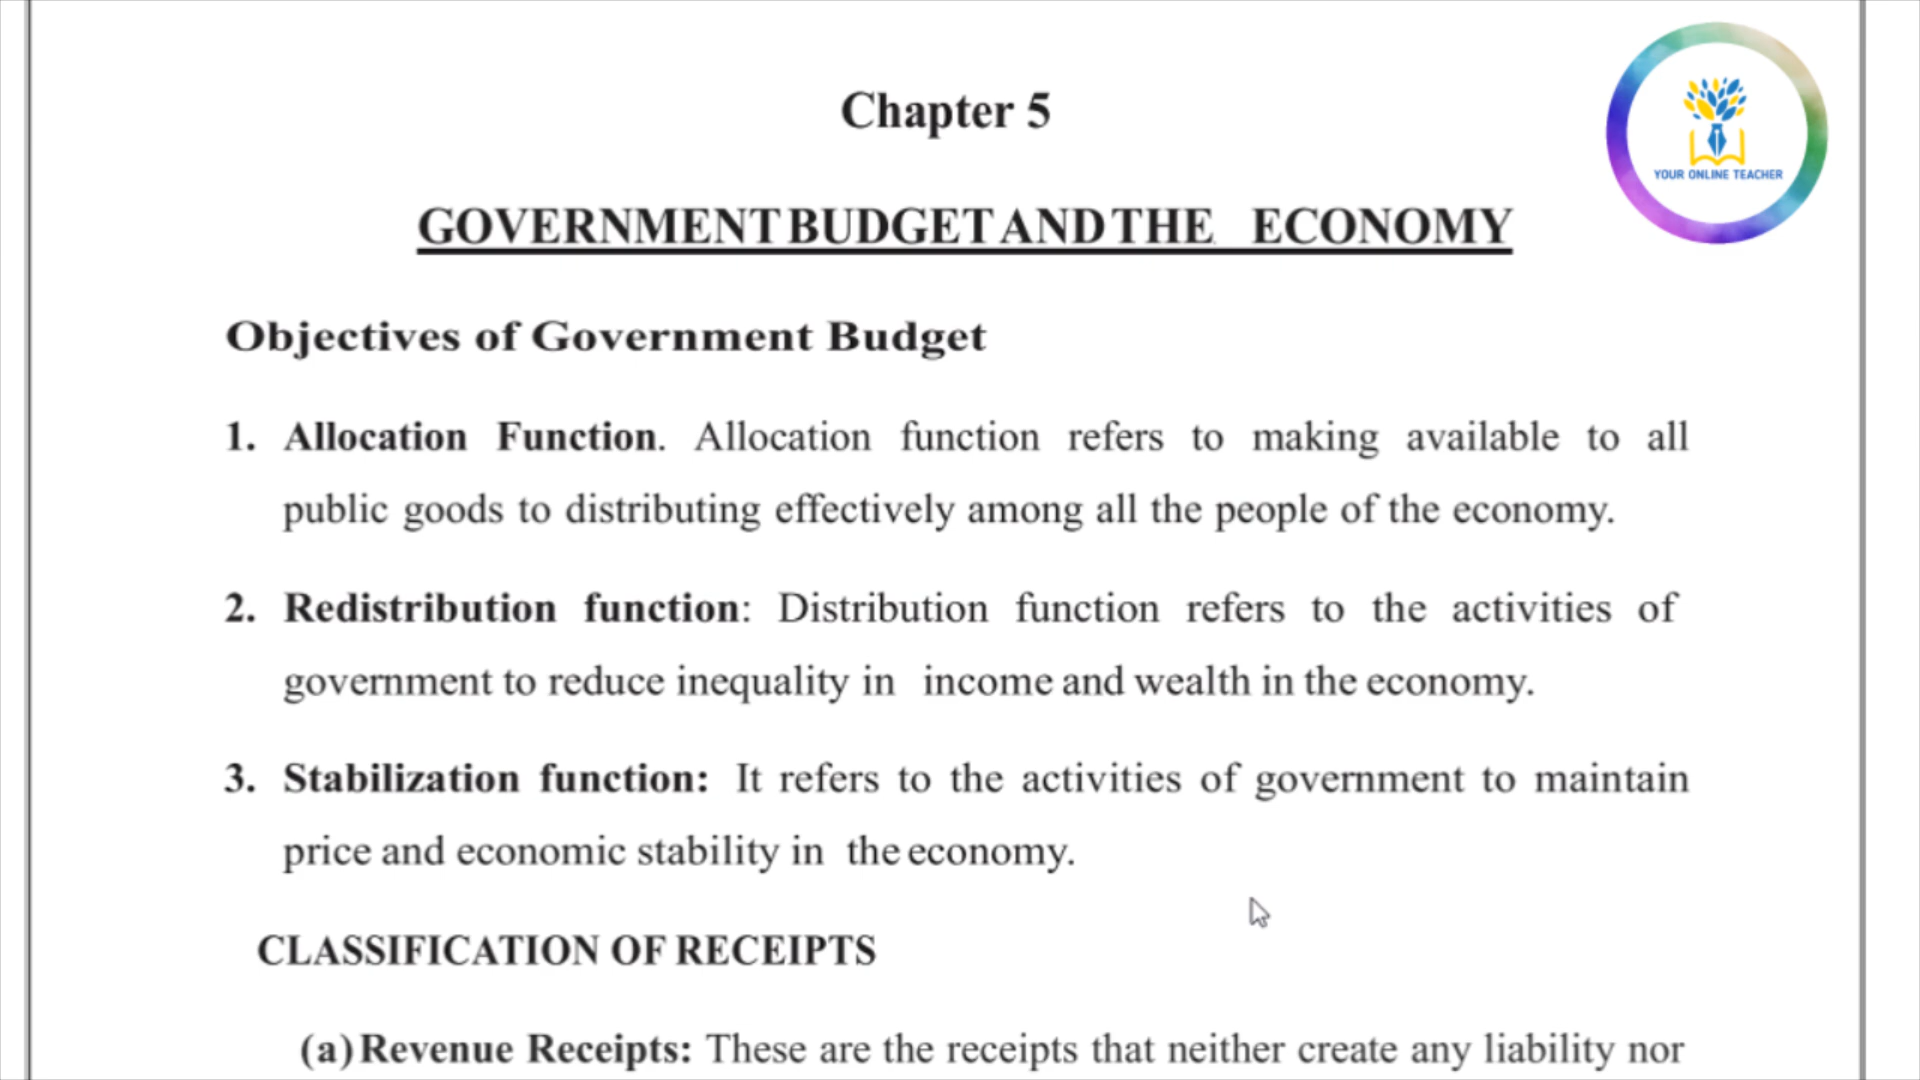 Chapter 5
YOUR ONLINE TEACHER
GOVERNMENT BUDGET AND THE ECONOMY
Objectives of Government Budget
1. Allocation Function. Allocation function refers to making available to all
public goods to distributing effectively among all the people of the economy.
2. Redistribution function: Distribution function refers to the activities of
government to reduce inequality in income and wealth in the economy.
3. Stabilization function: It refers to the activities of government to maintain
price and economic stability in the economy.
CLASSIFICATION OF RECEIPTS
(a) Revenue Receipts: These are the receipts that neither create any liability nor